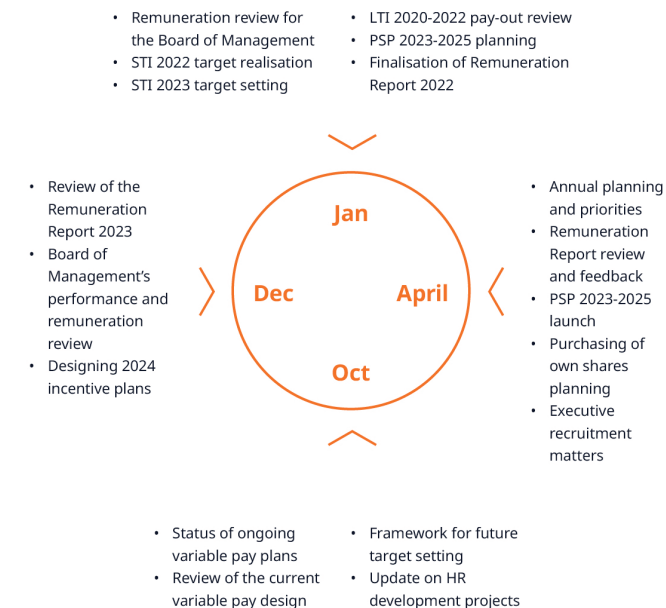 • Remuneration review for
the Board of Management
• STI 2022 target realisation
• STI 2023 target setting
• LTI 2020-2022 pay-out review
• PSP 2023-2025 planning
• Finalisation of Remuneration
Report 2022
• Review of the
Remuneration
Report 2023
• Board of
Management’s
performance and
remuneration
review
• Designing 2024
incentive plans
Jan
Dec
April
Oct
• Annual planning
and priorities
• Remuneration
Report review
and feedback
• PSP 2023-2025
launch
• Purchasing of
own shares
planning
• Executive
recruitment
matters
• Status of ongoing
variable pay plans
• Review of the current
variable pay design
• Framework for future
target setting
• Update on HR
development projects